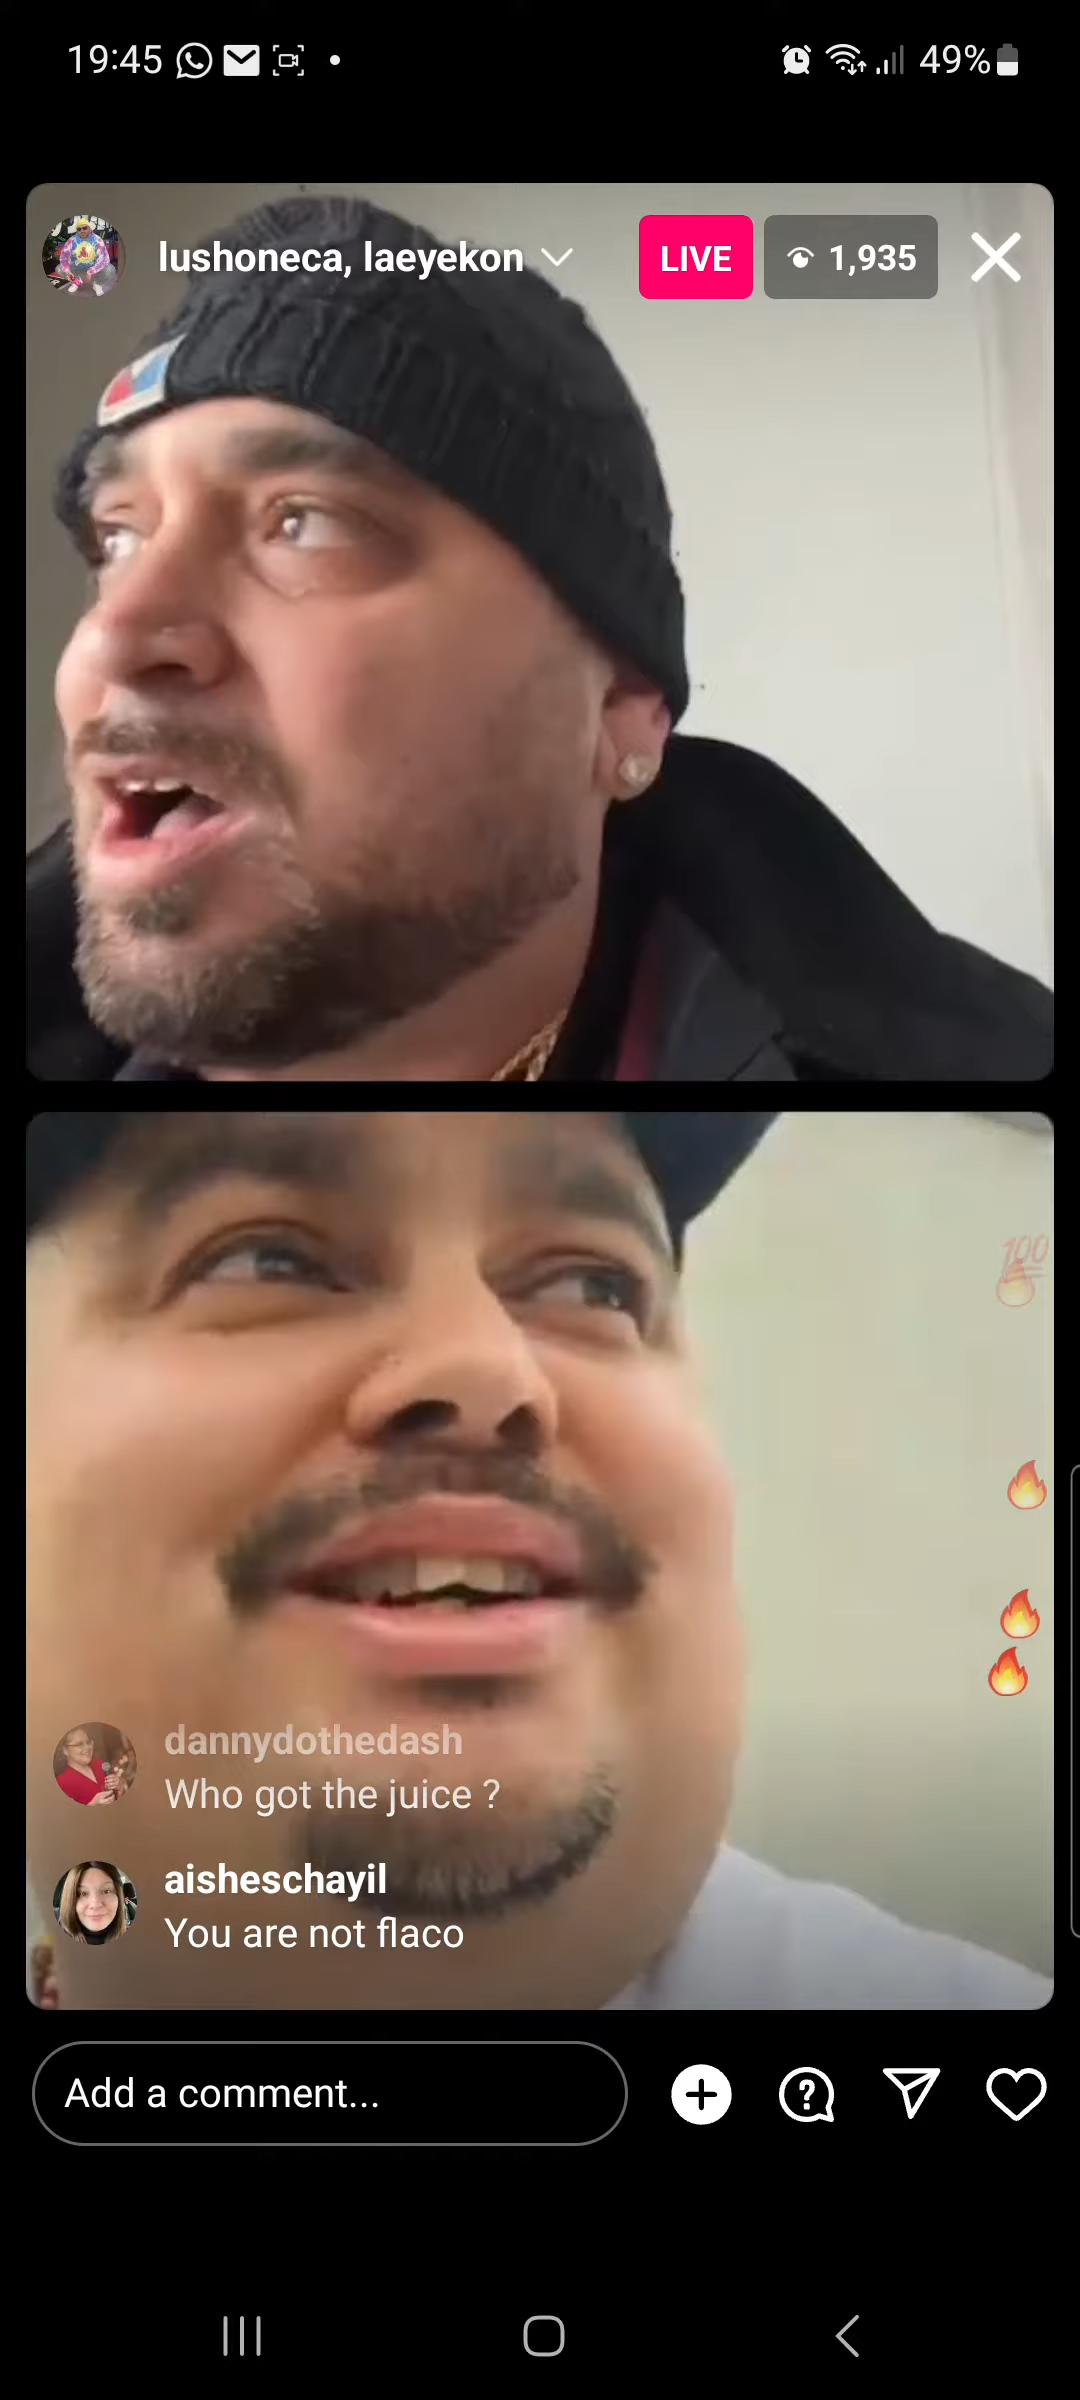 19:45
49%
lushoneca, laeyekon
LIVE
1,935
100
dannydothedash
Who got the juice ?
aisheschayil
You are not flaco
Add a comment...